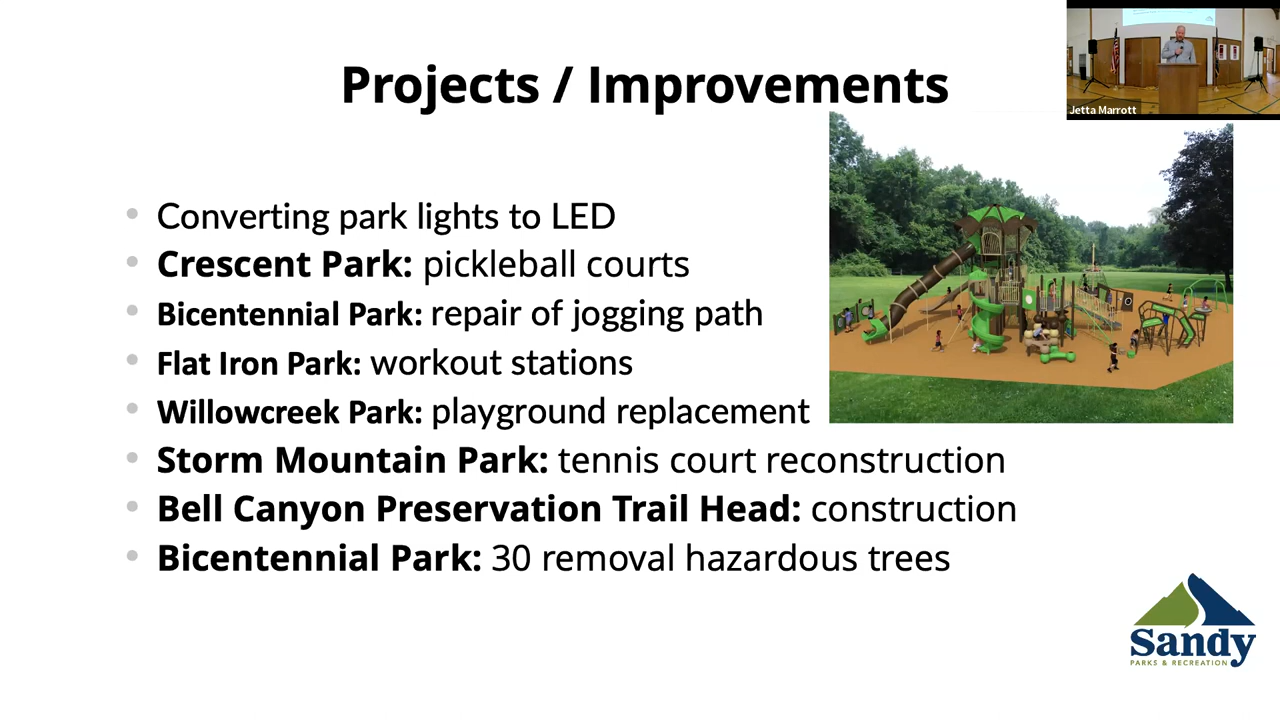 Projects / Improvements
Jetta Marrott
Converting park lights to LED
Crescent Park: pickleball courts
Bicentennial Park: repair of jogging path
Flat Iron Park: workout stations
Willowcreek Park: playground replacement
Storm Mountain Park: tennis court reconstruction
Bell Canyon Preservation Trail Head: construction
Bicentennial Park: 30 removal hazardous trees
Sandy
PARKS & RECREATION